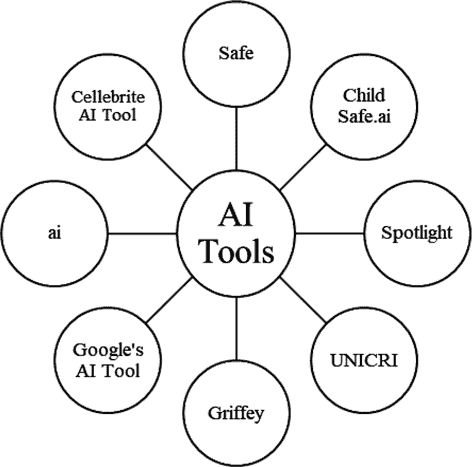 Safe
Cellebrite
AI Tool
Child
Safe.ai
AI
Tools
ai
Spotlight
Google's
AI Tool
UNICRI
Griffey